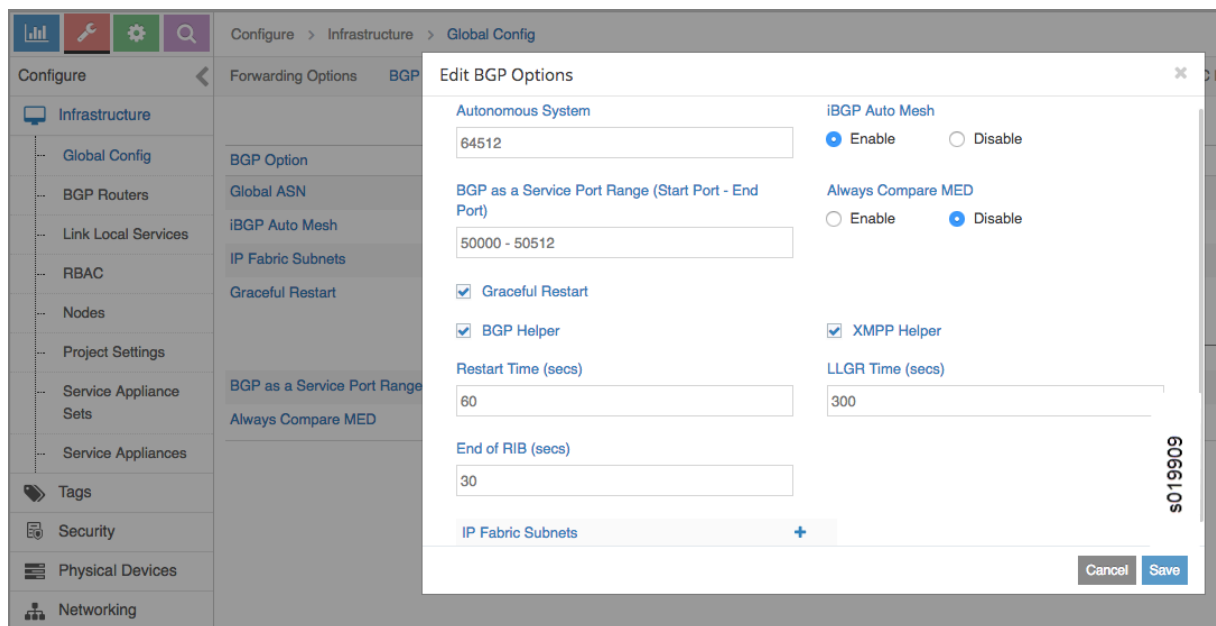 Configure > Infrastructure > Global Config
Configure
Forwarding Options BGP
Infrastructure
Global Config
BGP Routers
Link Local Services
RBAC
Nodes
Project Settings
Service Appliance
Sets
Service Appliances
Tags
Security
Physical Devices
Networking
BGP Option
Global ASN
iBGP Auto Mesh
IP Fabric Subnets
Graceful Restart
BGP as a Service Port Range
Always Compare MED
Edit BGP Options
Autonomous System
64512
iBGP Auto Mesh
Enable Disable
BGP as a Service Port Range (Start Port - End
Port)
50000 - 50512
Always Compare MED
Enable Disable
Graceful Restart
BGP Helper
XMPP Helper
Restart Time (secs)
60
LLGR Time (secs)
300
End of RIB (secs)
30
IP Fabric Subnets +
Cancel Save
s019909